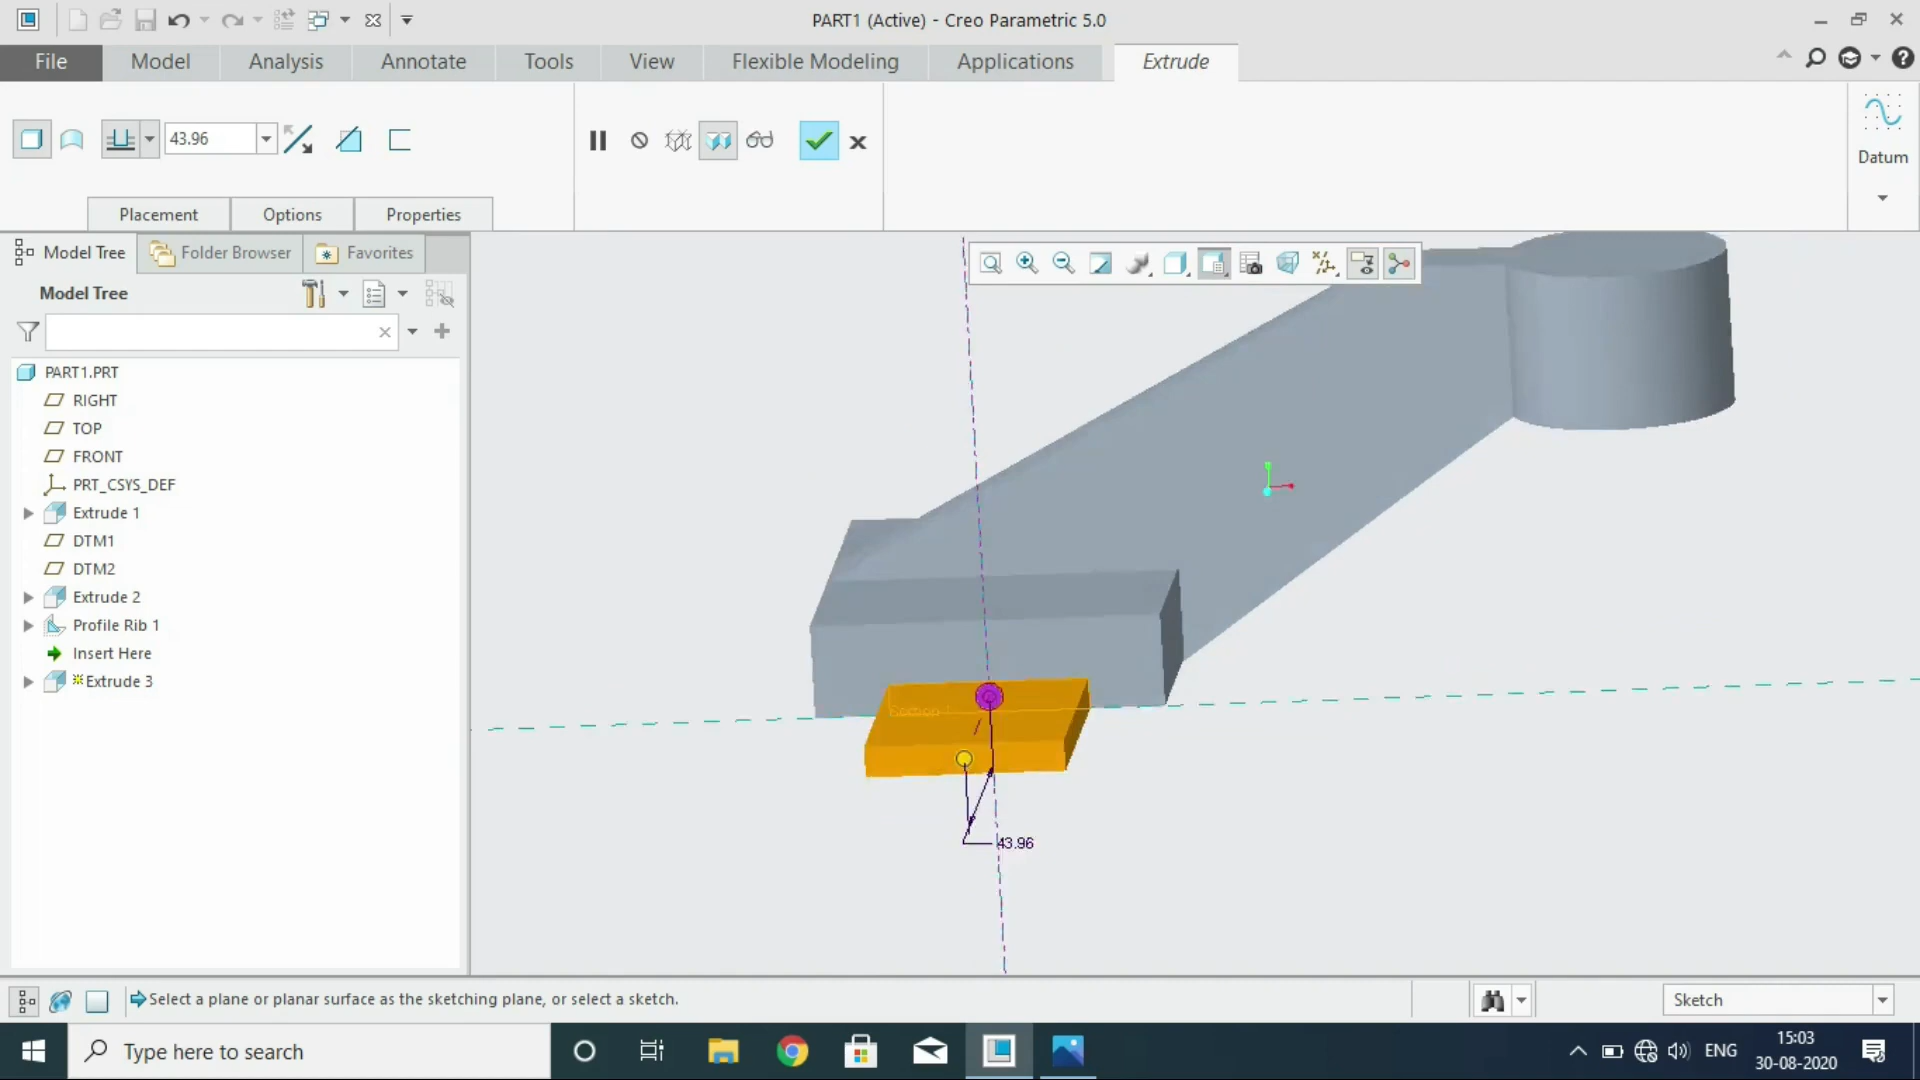 PART1 (Active) - Creo Parametric 5.0
File Model Analysis Annotate Tools View Flexible Modeling Applications Extrude
43.96
Datum
Placement Options Properties
Model Tree Folder Browser Favorites
Model Tree
PART1.PRT
RIGHT
TOP
FRONT
PRT_CSYS_DEF
Extrude 1
DTM1
DTM2
Extrude 2
Profile Rib 1
Insert Here
Extrude 3
Section 1
43.96
Select a plane or planar surface as the sketching plane, or select a sketch.
Sketch
Type here to search
ENG
15:03
30-08-2020